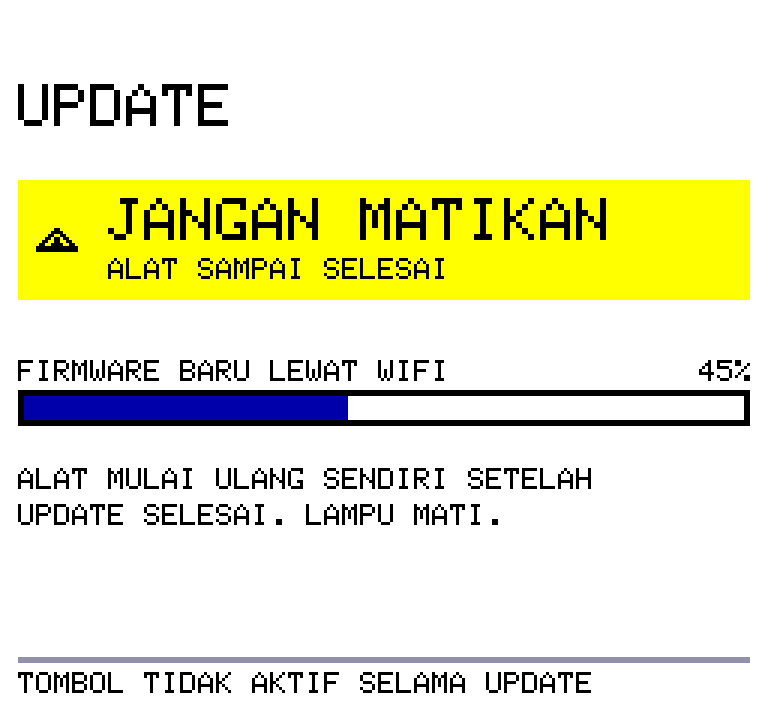 UPDATE
JANGAN MATIKAN
ALAT SAMPAI SELESAI
FIRMWARE BARU LEWAT WIFI 45%
ALAT MULAI ULANG SENDIRI SETELAH
UPDATE SELESAI. LAMPU MATI.
TOMBOL TIDAK AKTIF SELAMA UPDATE